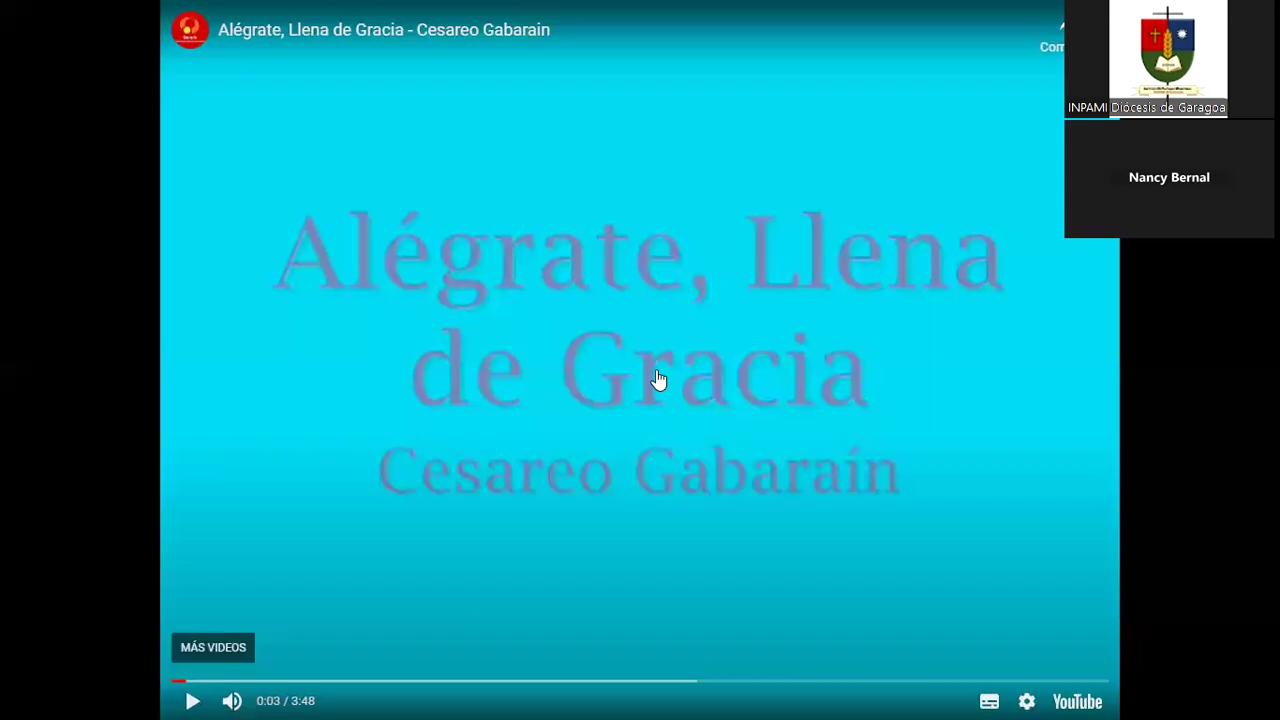 Alégrate, Llena de Gracia - Cesareo Gabarain
Com
INPAMI Diócesis de Garagoa
Nancy Bernal
Alégrate, Llena
de Gracia
Cesareo Gabaraín
MÁS VIDEOS
0:03 / 3:48
YouTube